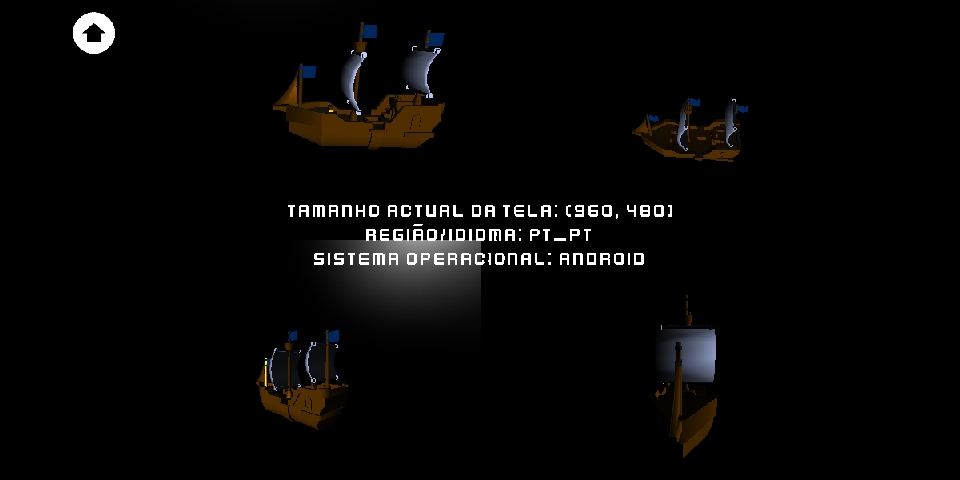 TAMANHO ACTUAL DA TELA: (960, 480)
REGIÃO/IDIOMA: PT_PT
SISTEMA OPERACIONAL: ANDROID